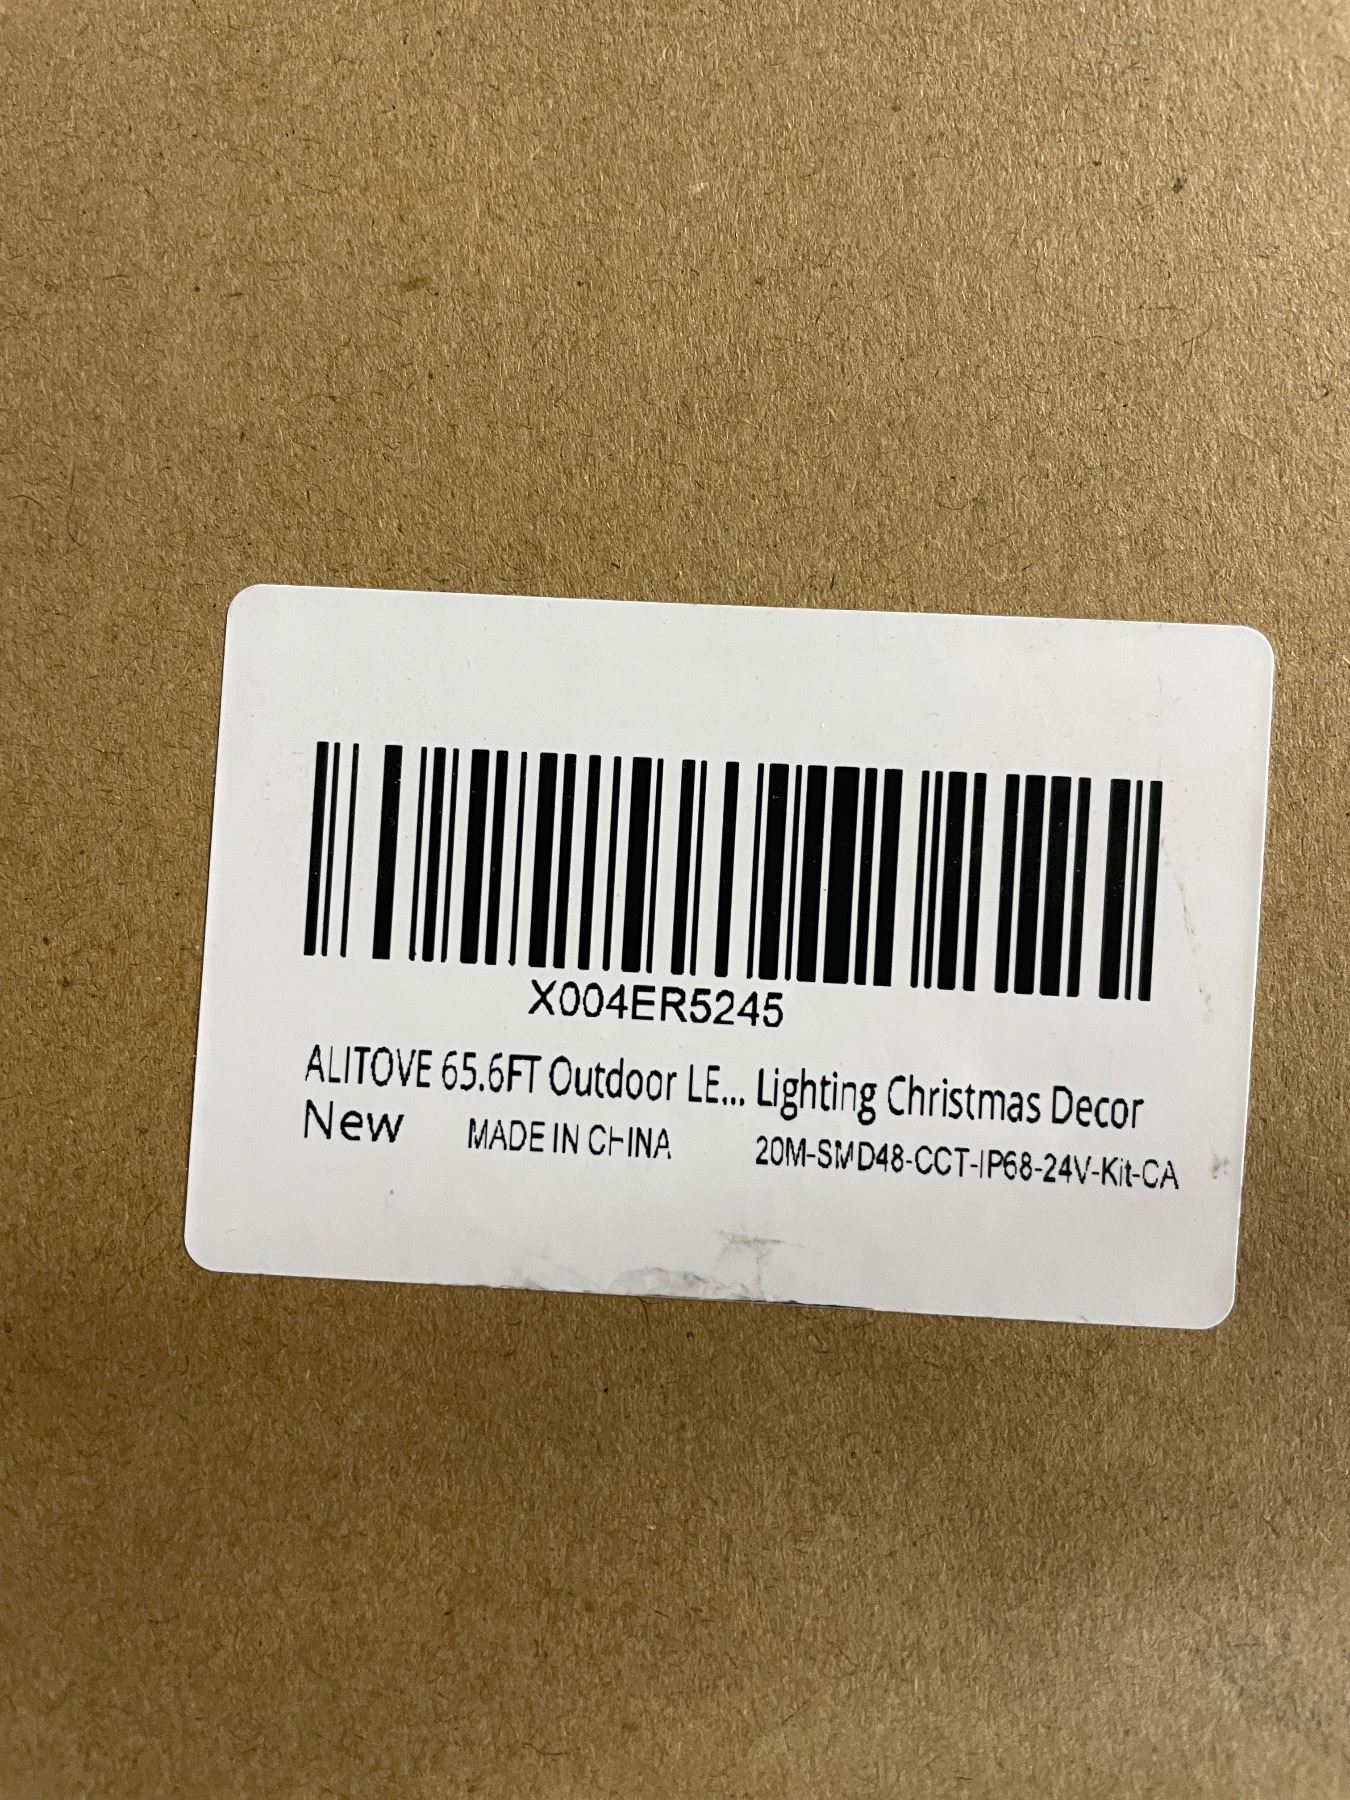 X004ER5245
ALITOVE 65.6FT Outdoor LE... Lighting Christmas Decor
New MADE IN CHINA 20M-SMD48-CCT-IP68-24V-Kit-CA